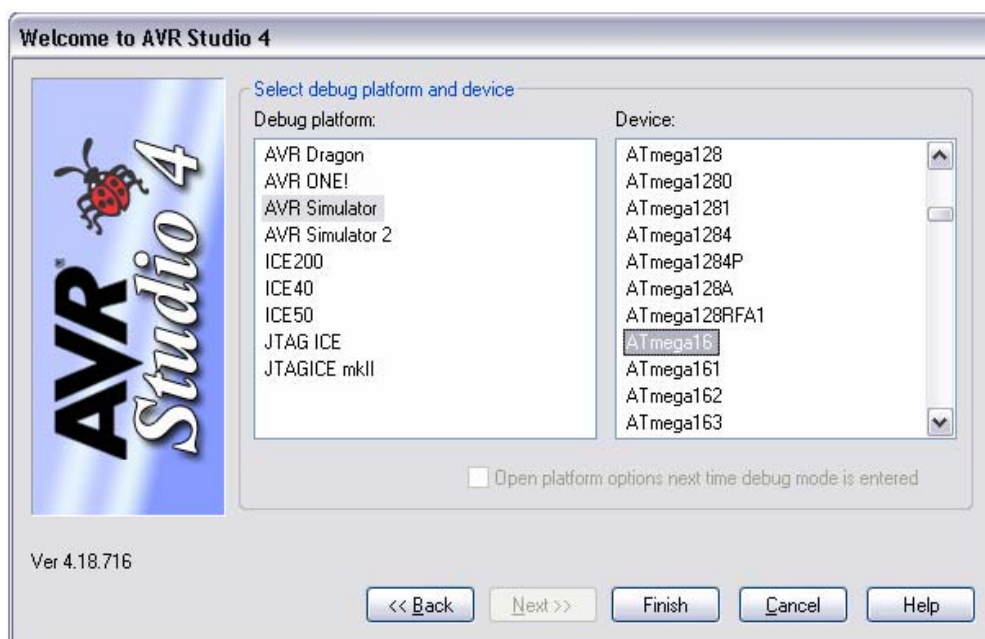 Welcome to AVR Studio 4
AVR® Studio 4
Select debug platform and device
Debug platform:
AVR Dragon
AVR ONE!
AVR Simulator
AVR Simulator 2
ICE200
ICE40
ICE50
JTAG ICE
JTAGICE mkII
Device:
ATmega128
ATmega1280
ATmega1281
ATmega1284
ATmega1284P
ATmega128A
ATmega128RFA1
ATmega16
ATmega161
ATmega162
ATmega163
Open platform options next time debug mode is entered
Ver 4.18.716
<< Back
Next >>
Finish
Cancel
Help